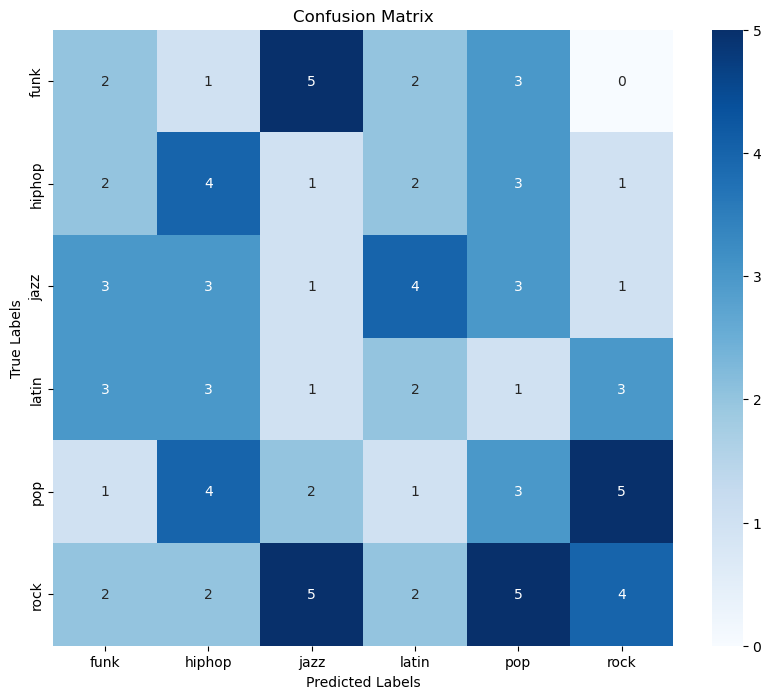 Confusion Matrix
True Labels
funk 2 1 5 2 3 0
hiphop 2 4 1 2 3 1
jazz 3 3 1 4 3 1
latin 3 3 1 2 1 3
pop 1 4 2 1 3 5
rock 2 2 5 2 5 4
funk hiphop jazz latin pop rock
Predicted Labels
5
4
3
2
1
0